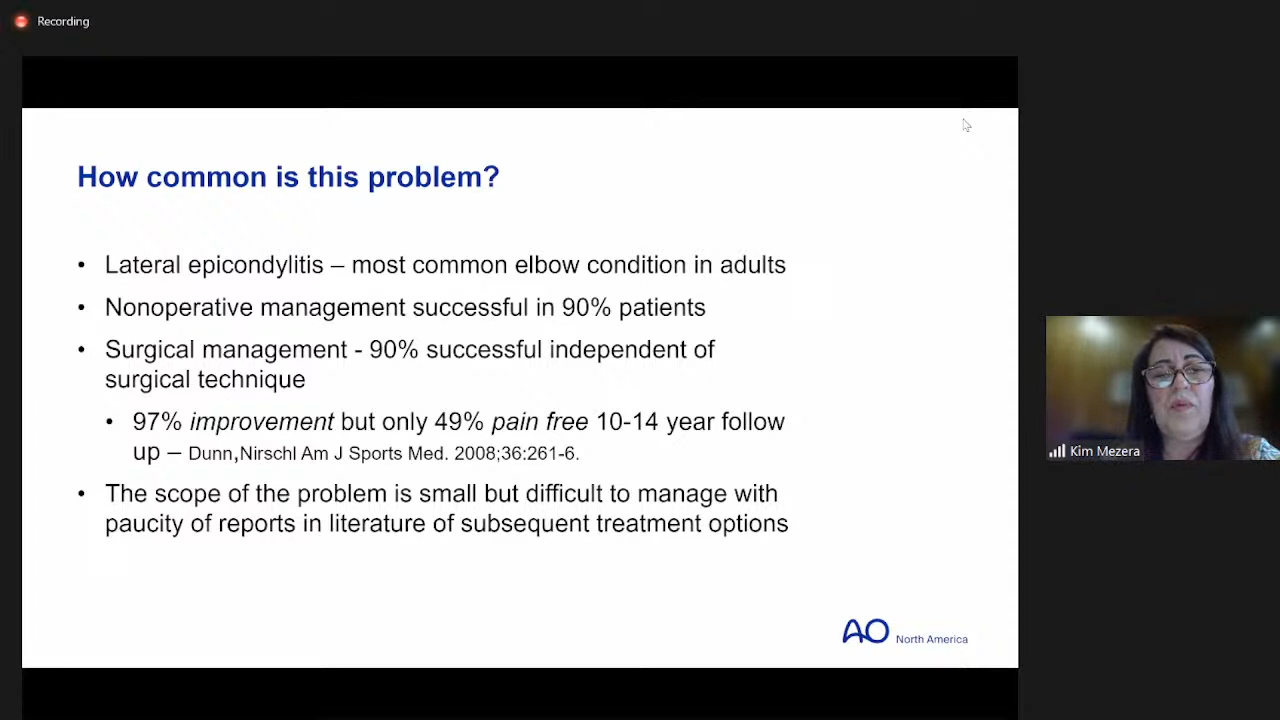 Recording
How common is this problem?
• Lateral epicondylitis – most common elbow condition in adults
• Nonoperative management successful in 90% patients
• Surgical management - 90% successful independent of
surgical technique
• 97% improvement but only 49% pain free 10-14 year follow
up – Dunn,Nirschl Am J Sports Med. 2008;36:261-6.
• The scope of the problem is small but difficult to manage with
paucity of reports in literature of subsequent treatment options
AO North America
Kim Mezera